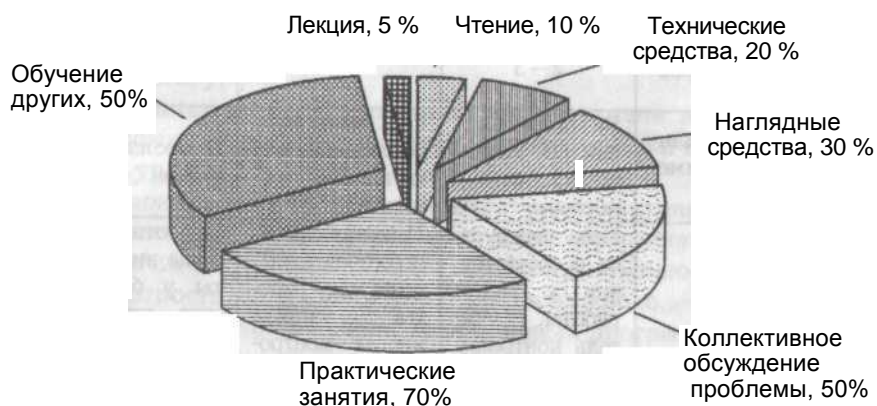 Лекция, 5 %
Чтение, 10 %
Технические
средства, 20 %
Обучение
других, 50%
Наглядные
средства, 30 %
Коллективное
обсуждение
проблемы, 50%
Практические
занятия, 70%